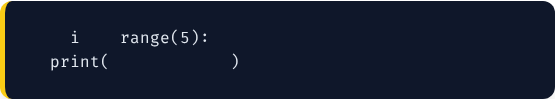 i range(5):
print( )